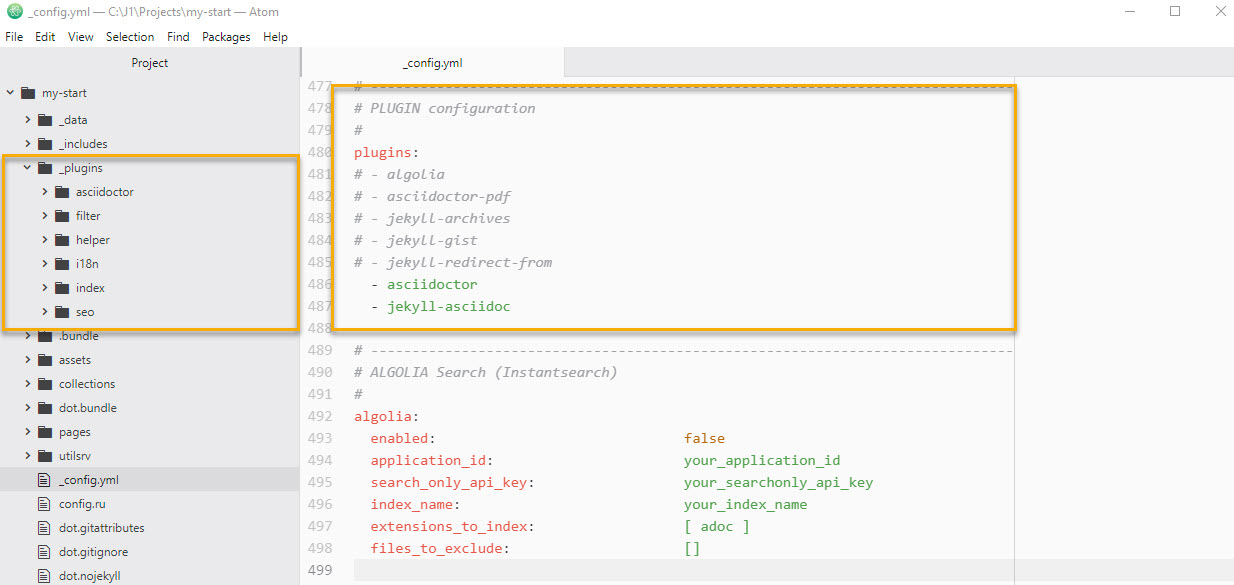 _config.yml — C:\J1\Projects\my-start — Atom
File Edit View Selection Find Packages Help
Project
my-start
_data
_includes
_plugins
asciidoctor
filter
helper
i18n
index
seo
.bundle
assets
collections
dot.bundle
pages
utilsrv
_config.yml
config.ru
dot.gitattributes
dot.gitignore
dot.nojekyll
_config.yml
477 # ------------------------------------------------------------------------------
478 # PLUGIN configuration
479 #
480 plugins:
481 # - algolia
482 # - asciidoctor-pdf
483 # - jekyll-archives
484 # - jekyll-gist
485 # - jekyll-redirect-from
486 - asciidoctor
487 - jekyll-asciidoc
488
489 # ------------------------------------------------------------------------------
490 # ALGOLIA Search (Instantsearch)
491 #
492 algolia:
493 enabled: false
494 application_id: your_application_id
495 search_only_api_key: your_searchonly_api_key
496 index_name: your_index_name
497 extensions_to_index: [ adoc ]
498 files_to_exclude: []
499